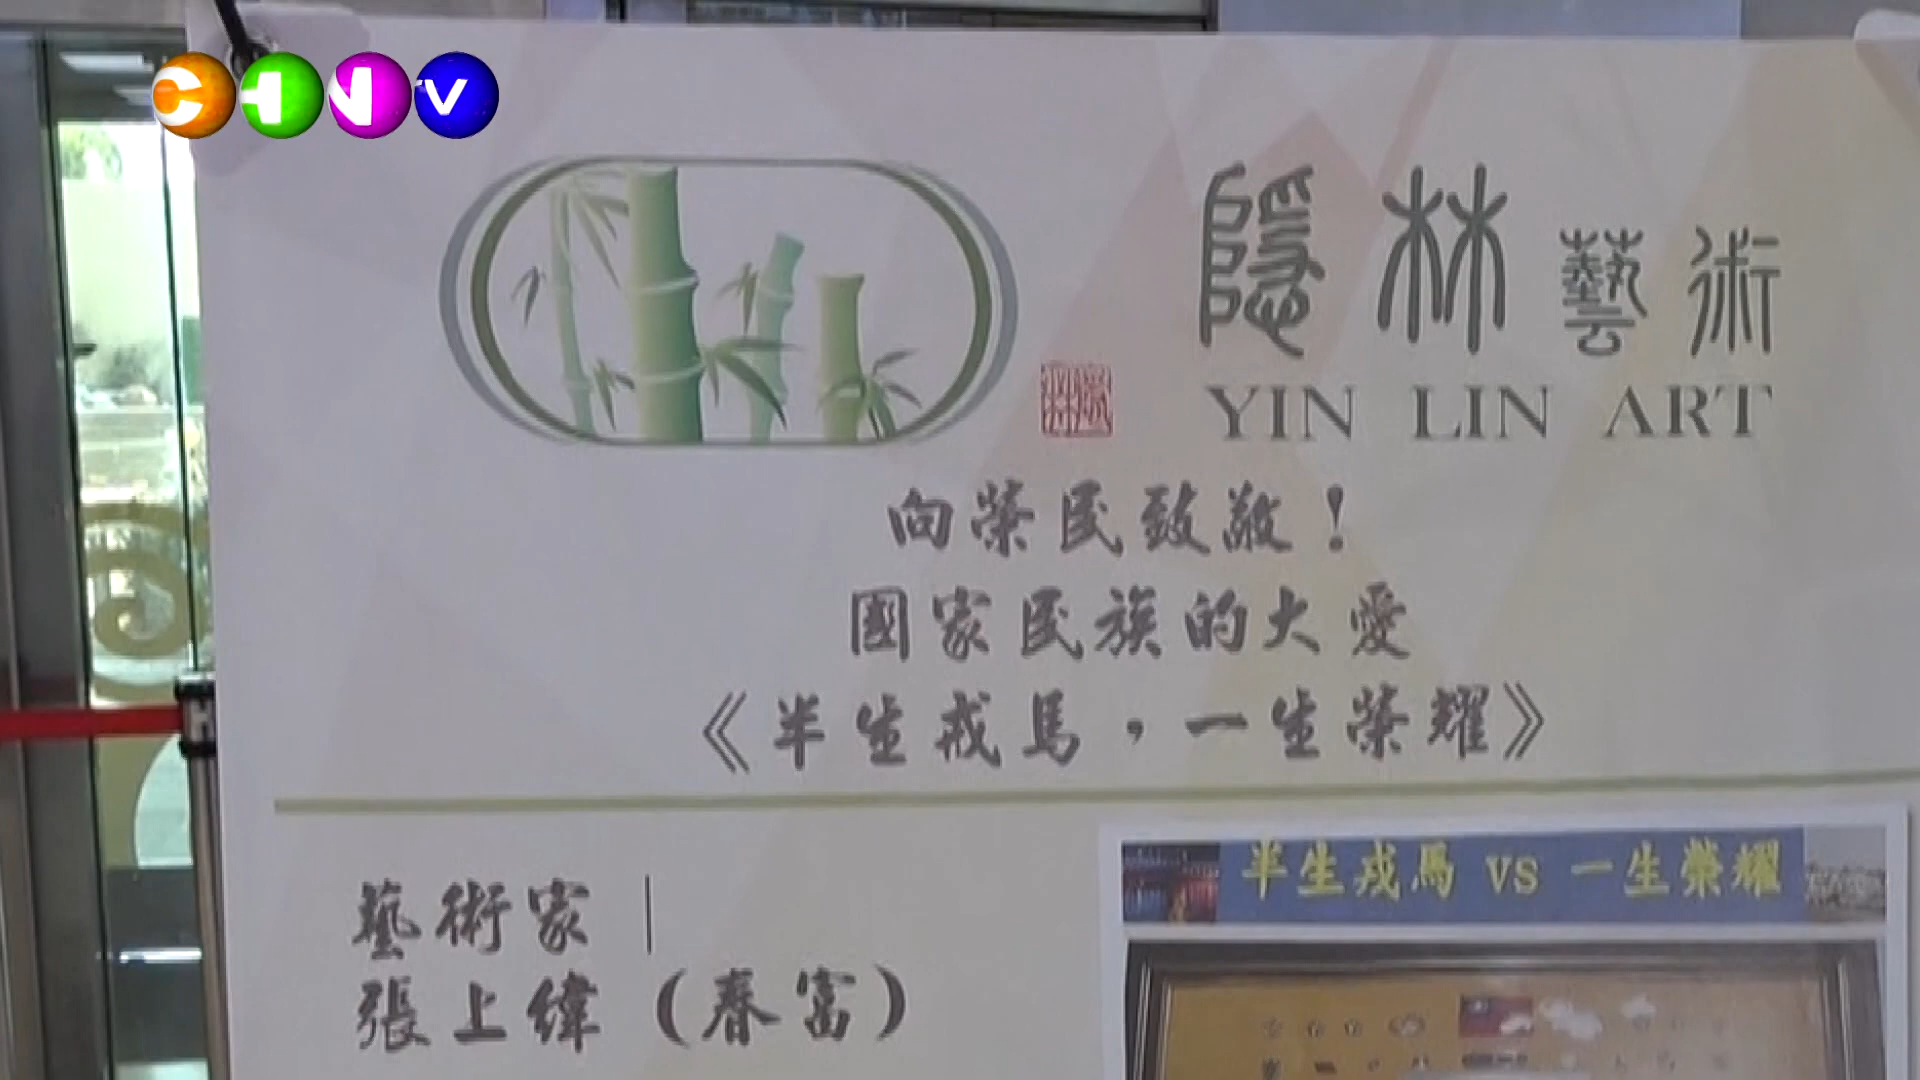 CHNTV
隱林藝術
YIN LIN ART
向榮民致敬！
國家民族的大愛
《半生戎馬，一生榮耀》
藝術家｜
張上緯（春富）
半生戎馬 VS 一生榮耀